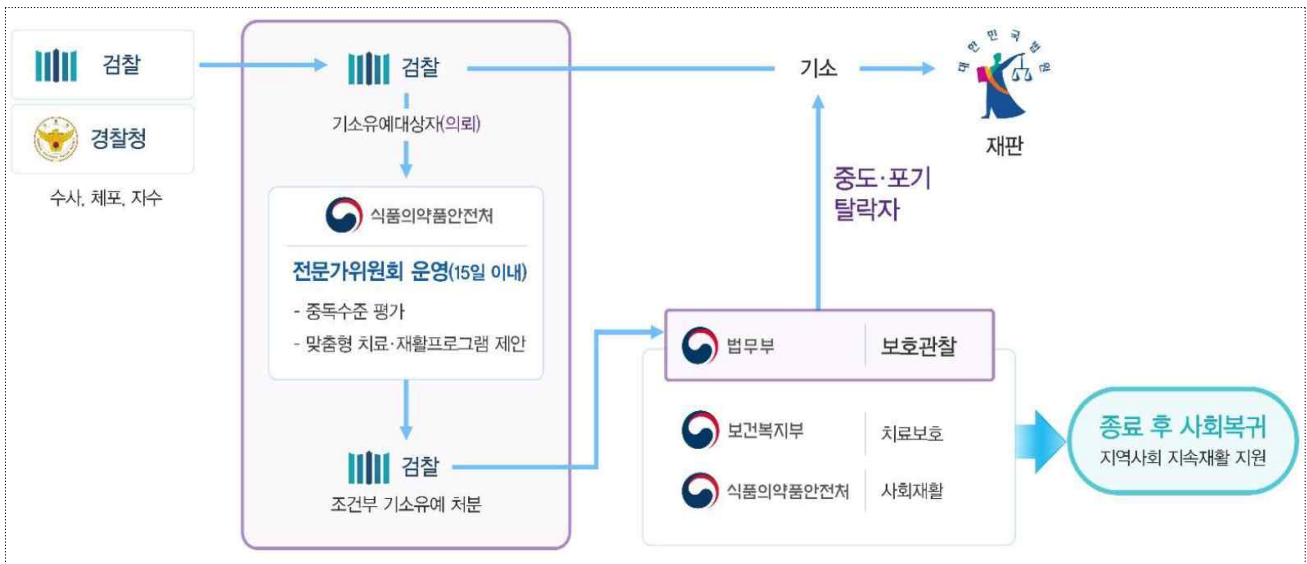 검찰
경찰청
수사, 체포, 자수
검찰
기소유예대상자(의뢰)
식품의약품안전처
전문가위원회 운영(15일 이내)
- 중독수준 평가
- 맞춤형 치료·재활프로그램 제안
검찰
조건부 기소유예 처분
기소
대한민국법원
재판
중도·포기
탈락자
법무부 보호관찰
보건복지부 치료보호
식품의약품안전처 사회재활
종료 후 사회복귀
지역사회 지속재활 지원